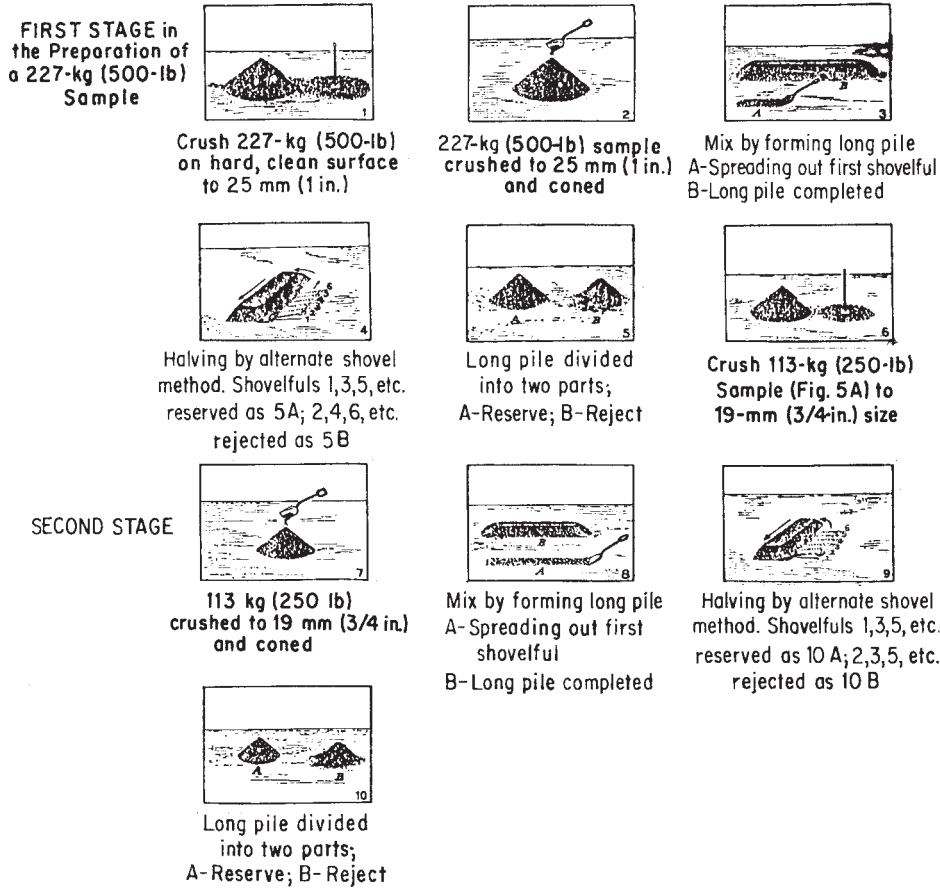 FIRST STAGE in
the Preparation of
a 227-kg (500-lb)
Sample
1
Crush 227-kg (500-lb)
on hard, clean surface
to 25 mm (1 in.)
2
227-kg (500-lb) sample
crushed to 25 mm (1 in.)
and coned
A
B
3
Mix by forming long pile
A-Spreading out first shovelful
B-Long pile completed
1 2 3 4 5 6
4
Halving by alternate shovel
method. Shovelfuls 1,3,5, etc.
reserved as 5A; 2,4,6, etc.
rejected as 5B
A
B
5
Long pile divided
into two parts;
A-Reserve; B-Reject
6
Crush 113-kg (250-lb)
Sample (Fig. 5A) to
19-mm (3/4-in.) size
SECOND STAGE
7
113 kg (250 lb)
crushed to 19 mm (3/4 in.)
and coned
B
A
8
Mix by forming long pile
A-Spreading out first
shovelful
B-Long pile completed
6
9
Halving by alternate shovel
method. Shovelfuls 1,3,5, etc.
reserved as 10A; 2,3,5, etc.
rejected as 10 B
A
B
10
Long pile divided
into two parts;
A-Reserve; B-Reject